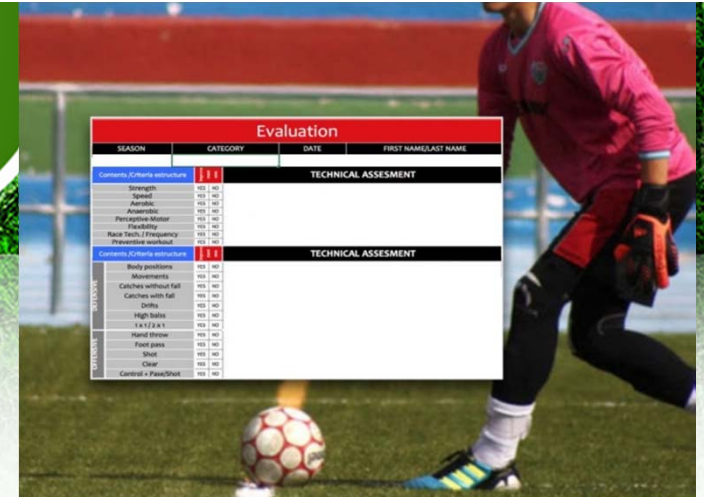 Evaluation
SEASON CATEGORY DATE FIRST NAME/LAST NAME
Contents /Criteria estructure TECHNICAL ASSESMENT
Strength YES NO
Speed YES NO
Aerobic YES NO
Anaerobic YES NO
Perceptive-Motor YES NO
Flexibility YES NO
Race Tech. / Frequency YES NO
Preventive workout YES NO
Contents /Criteria estructure TECHNICAL ASSESMENT
DEFENSIVE
Body positions YES NO
Movements YES NO
Catches without fall YES NO
Catches with fall YES NO
Drifts YES NO
High balss YES NO
1 x 1 / 2 x 1 YES NO
OFFENSIVE
Hand throw YES NO
Foot pass YES NO
Shot YES NO
Clear YES NO
Control + Pase/Shot YES NO